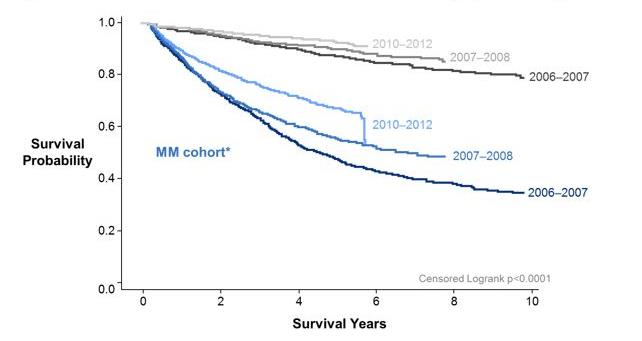 1.0
0.8
0.6
0.4
0.2
0.0
Survival
Probability
2010–2012
2007–2008
2006–2007
2010–2012
MM cohort*
2007–2008
2006–2007
Censored Logrank p<0.0001
0 2 4 6 8 10
Survival Years